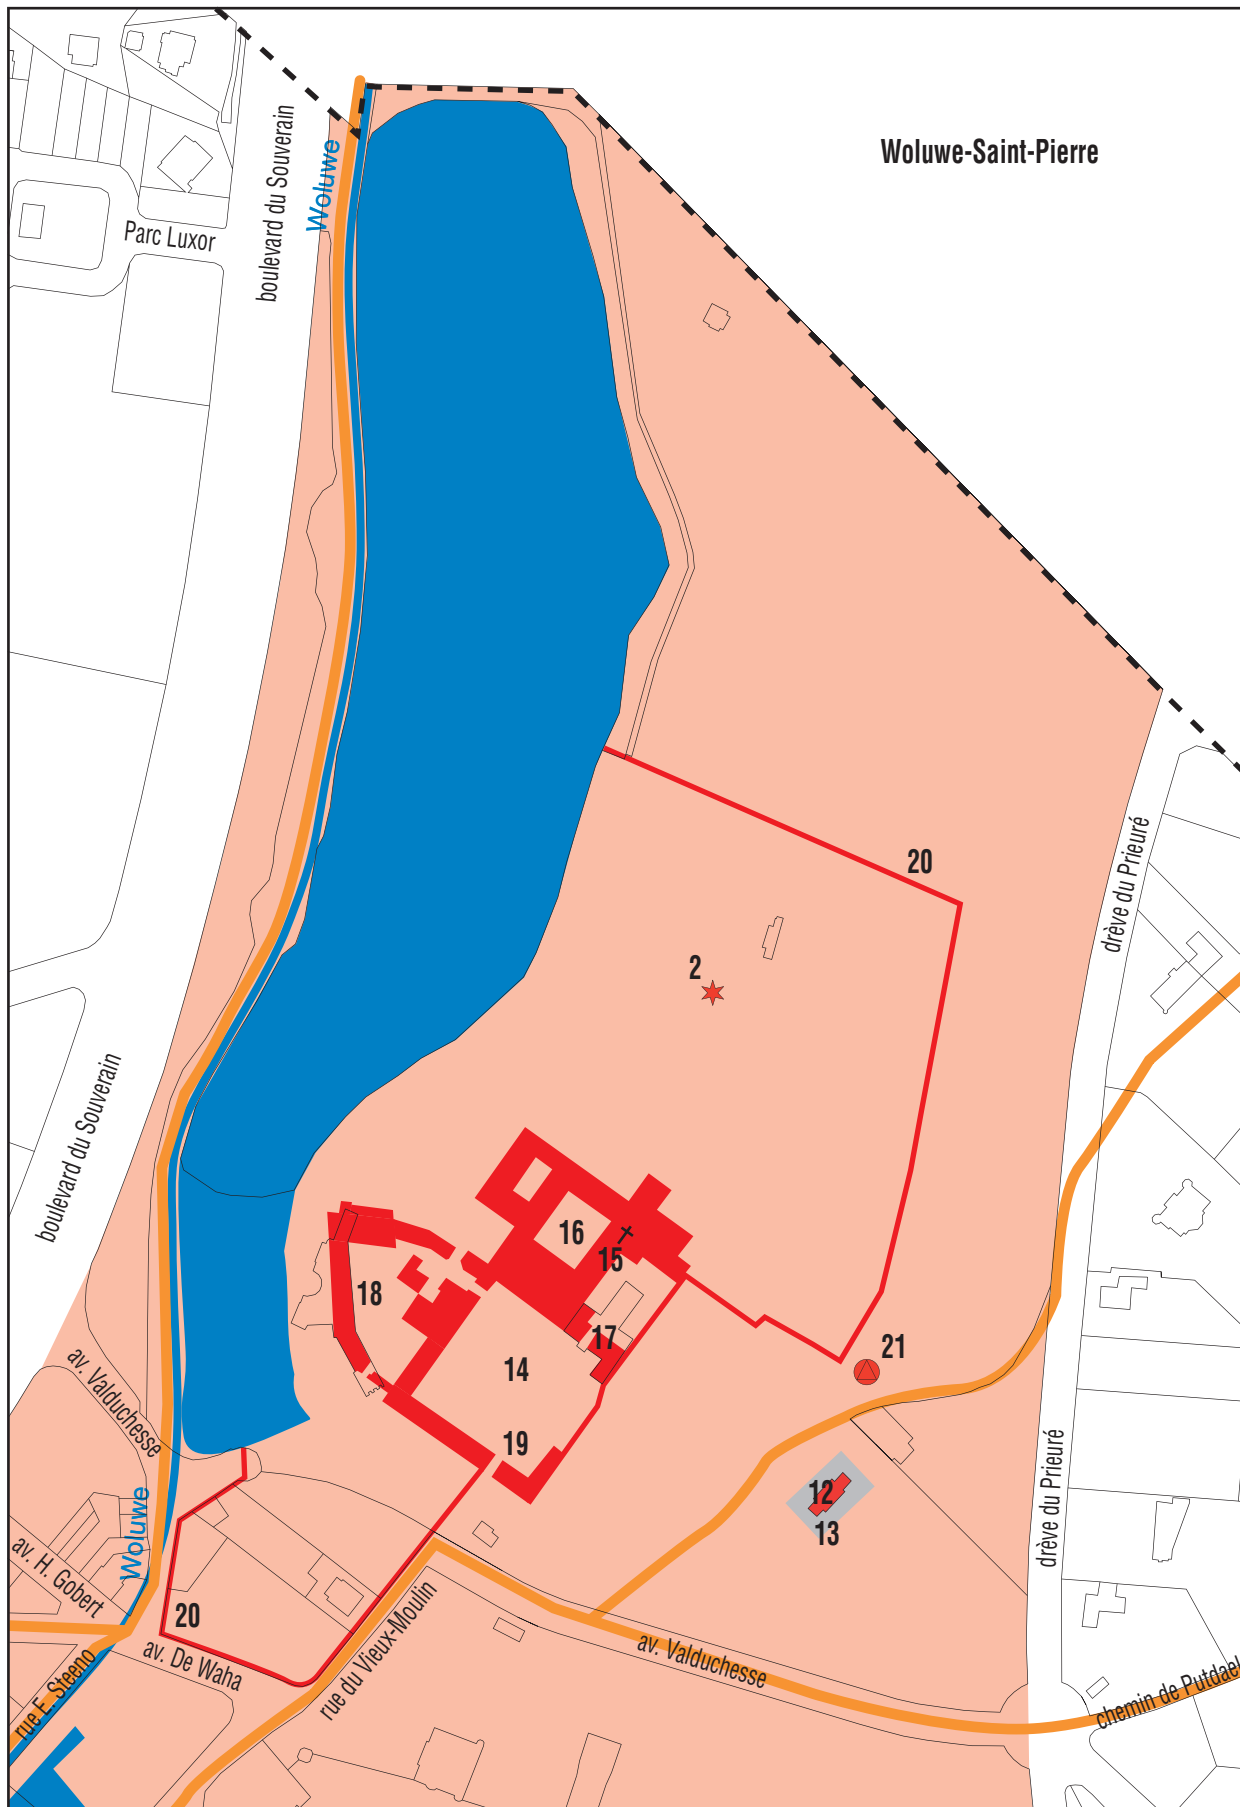 Woluwe-Saint-Pierre
boulevard du Souverain
Woluwe
Parc Luxor
20
drève du Prieuré
2
boulevard du Souverain
16
15
18
17
14
21
av. Valduchesse
19
12
13
Woluwe
drève du Prieuré
av. H. Gobert
20
av. De Waha
rue du Vieux-Moulin
av. Valduchesse
rue E. Steeno
chemin de Putdael